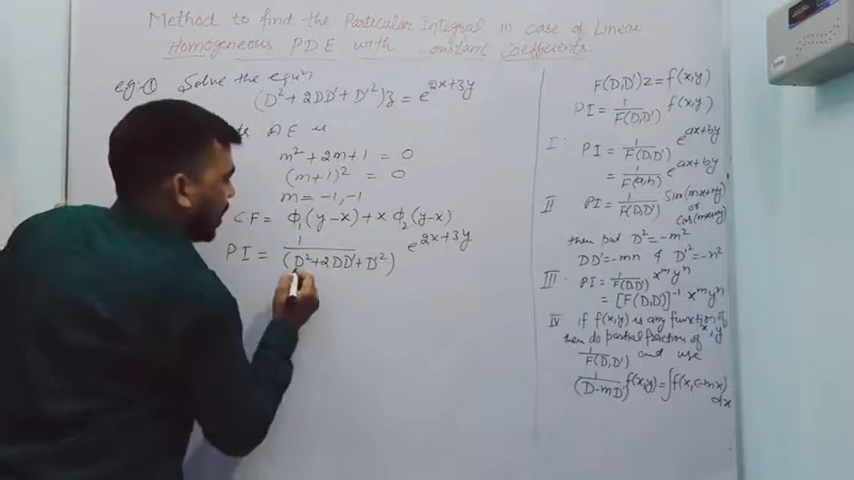 Method to find the Particular Integral in case of Linear
Homogeneous PDE with constant Coefficients.
eg:① Solve the equⁿ
(D²+2DD'+D'²)z = e^{2x+3y}
AE is
m²+2m+1 = 0
(m+1)² = 0
m = -1,-1
CF = ϕ₁(y-x)+x ϕ₂(y-x)
PI = 1/(D²+2DD'+D'²) e^{2x+3y}
F(D,D')z = f(x,y)
PI = 1/F(D,D') f(x,y)
I PI = 1/F(D,D') e^{ax+by}
= 1/F(a,b) e^{ax+by}
II PI = 1/F(D,D') Sin(mx+ny) or Cos(mx+ny)
then put D²=-m²
DD'=-mn & D'²=-n²
III PI = 1/F(D,D') x^m y^n
= [F(D,D')]⁻¹ x^m y^n
IV if f(x,y) is any function of x,y
then do partial fraction of
1/F(D,D') and use
1/(D-mD') f(x,y) = ∫f(x,c-mx) dx